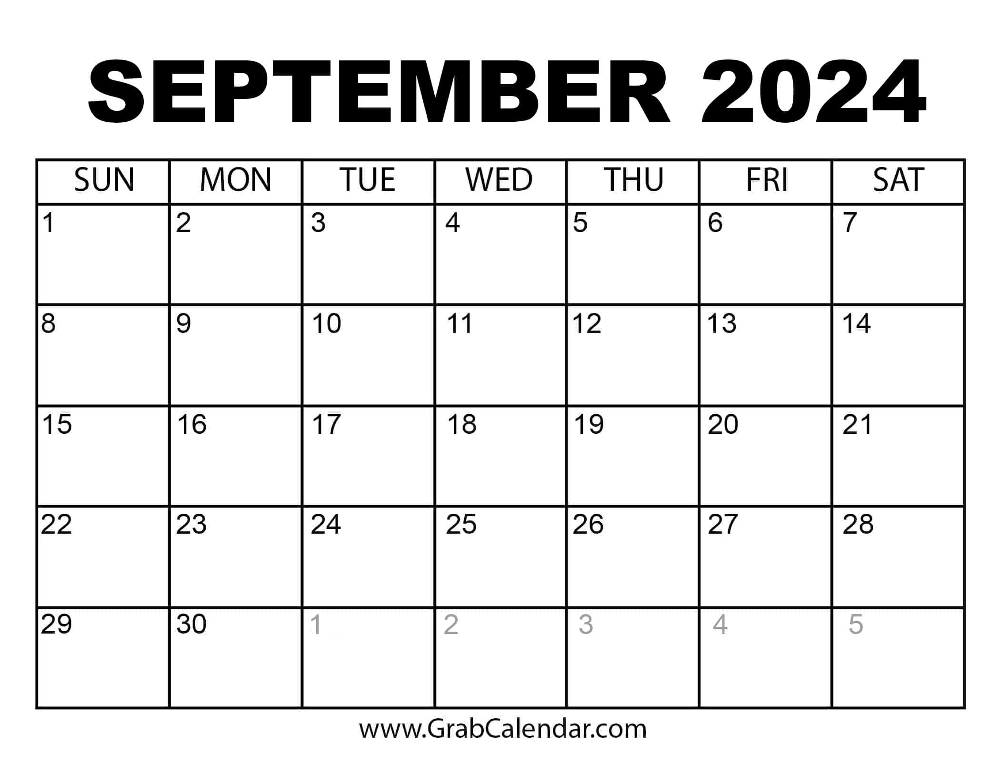 SEPTEMBER 2024
SUN MON TUE WED THU FRI SAT
1 2 3 4 5 6 7
8 9 10 11 12 13 14
15 16 17 18 19 20 21
22 23 24 25 26 27 28
29 30 1 2 3 4 5
www.GrabCalendar.com